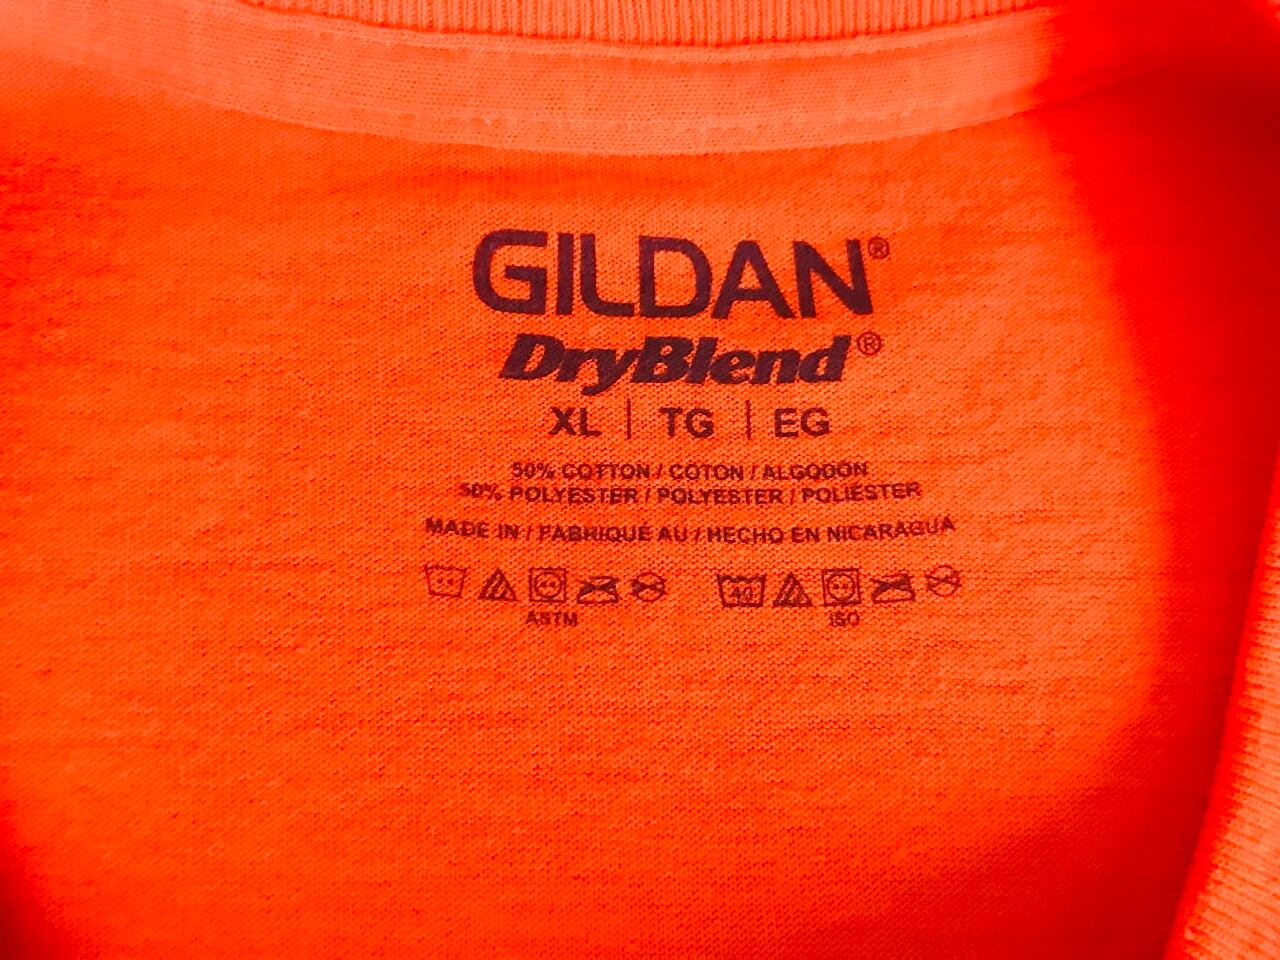 GILDAN®
DryBlend®
XL | TG | EG
50% COTTON / COTON / ALGODÓN
50% POLYESTER / POLYESTER / POLIÉSTER
MADE IN / FABRIQUÉ AU / HECHO EN NICARAGUA
40
ASTM ISO